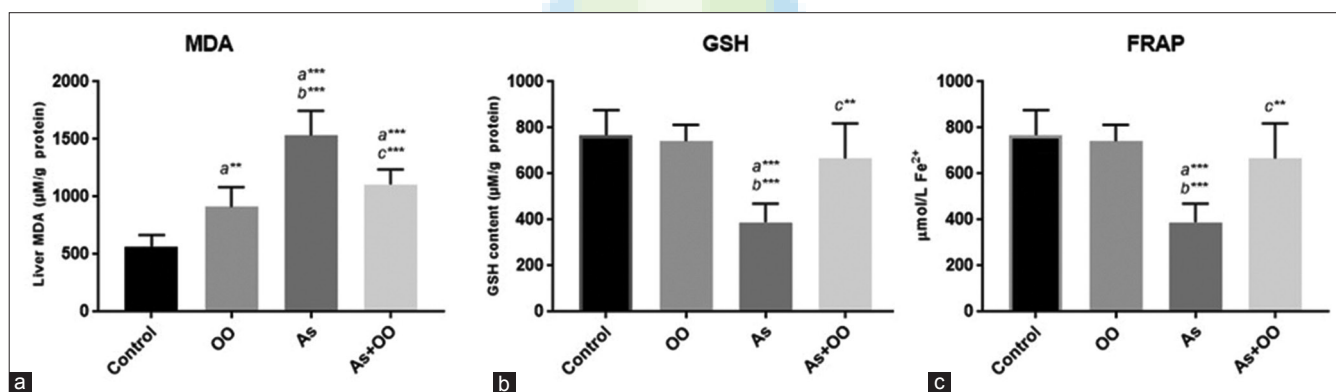 MDA
Liver MDA (µM/g protein)
2000
1500
1000
500
0
a**
a***
b***
a***
c***
Control
OO
As
As+OO
a
GSH
GSH content (µM/g protein)
1000
800
600
400
200
0
a***
b***
c**
Control
OO
As
As+OO
b
FRAP
µmol/L Fe²⁺
1000
800
600
400
200
0
a***
b***
c**
Control
OO
As
As+OO
c